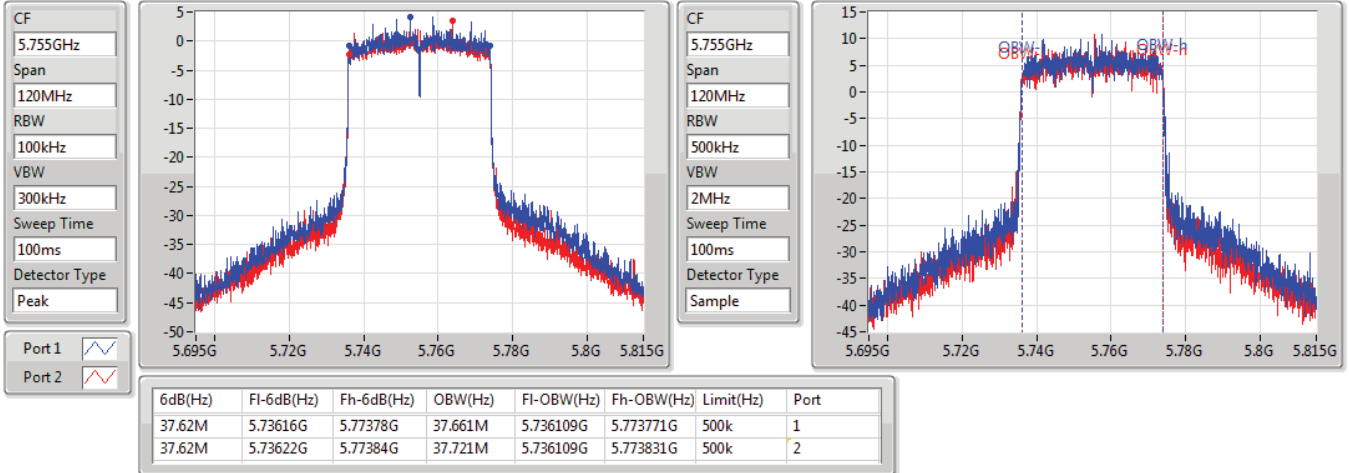 CF
5.755GHz
Span
120MHz
RBW
100kHz
VBW
300kHz
Sweep Time
100ms
Detector Type
Peak
Port 1
Port 2
5
0
-5
-10
-15
-20
-25
-30
-35
-40
-45
-50
5.695G 5.72G 5.74G 5.76G 5.78G 5.8G 5.815G
CF
5.755GHz
Span
120MHz
RBW
500kHz
VBW
2MHz
Sweep Time
100ms
Detector Type
Sample
15
10
5
0
-5
-10
-15
-20
-25
-30
-35
-40
-45
OBW-h
OBW-h
5.695G 5.72G 5.74G 5.76G 5.78G 5.8G 5.815G
6dB(Hz) Fl-6dB(Hz) Fh-6dB(Hz) OBW(Hz) Fl-OBW(Hz) Fh-OBW(Hz) Limit(Hz) Port
37.62M 5.73616G 5.77378G 37.661M 5.736109G 5.773771G 500k 1
37.62M 5.73622G 5.77384G 37.721M 5.736109G 5.773831G 500k 2